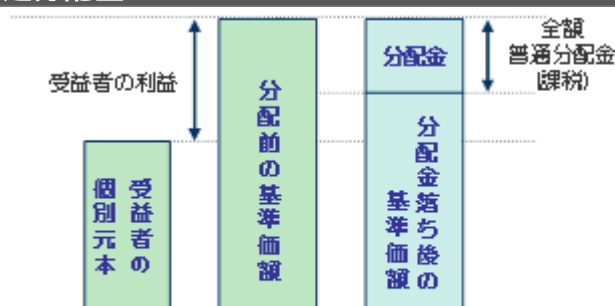 全額
普通分配金
(課税)
受益者の利益
分配金
分配前の基準価額
分配金落ち後の
基準価額
受益者の
個別元本